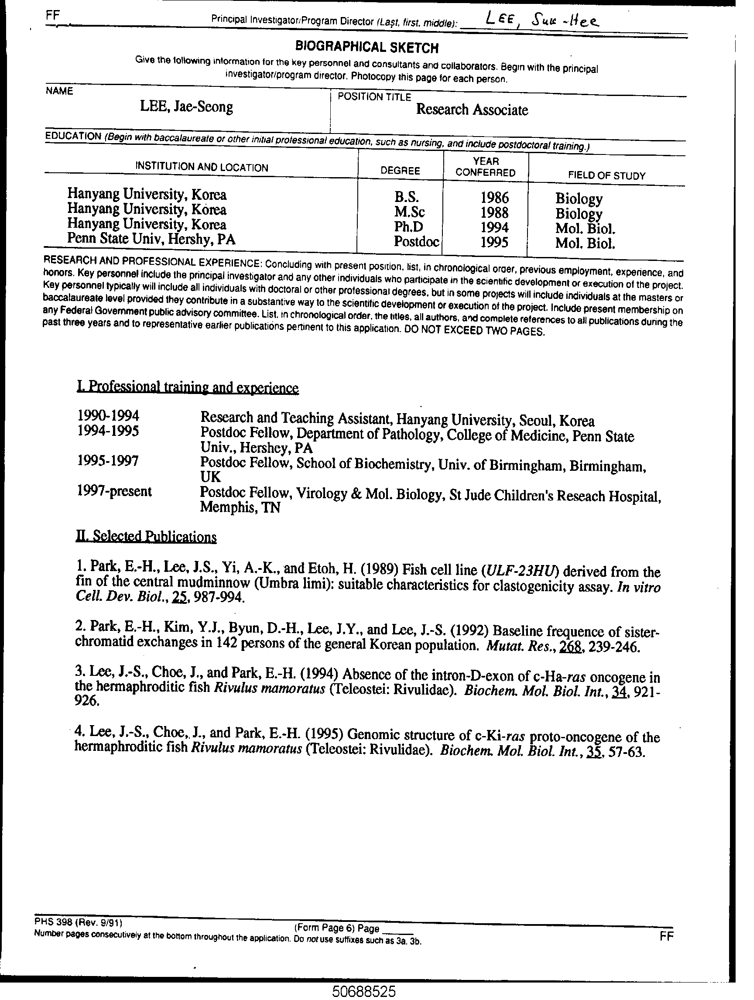 FF
Principal Investigator/Program Director (Last, first, middle): LEE, Sue-Hee
BIOGRAPHICAL SKETCH
Give the following information for the key personnel and consultants and collaborators. Begin with the principal
investigator/program director. Photocopy this page for each person.
NAME
POSITION TITLE
LEE, Jae-Seong
Research Associate
EDUCATION (Begin with baccalaureate or other initial professional education, such as nursing, and include postdoctoral training.)
INSTITUTION AND LOCATION DEGREE YEAR CONFERRED FIELD OF STUDY
Hanyang University, Korea B.S. 1986 Biology
Hanyang University, Korea M.Sc 1988 Biology
Hanyang University, Korea Ph.D 1994 Mol. Biol.
Penn State Univ, Hershy, PA Postdoc 1995 Mol. Biol.
RESEARCH AND PROFESSIONAL EXPERIENCE: Concluding with present position, list, in chronological order, previous employment, experience, and
honors. Key personnel include the principal investigator and any other individuals who participate in the scientific development or execution of the project.
Key personnel typically will include all individuals with doctoral or other professional degrees, but in some projects will include individuals at the masters or
baccalaureate level provided they contribute in a substantive way to the scientific development or execution of the project. Include present membership on
any Federal Government public advisory committee. List, in chronological order, the titles, all authors, and complete references to all publications during the
past three years and to representative earlier publications pertinent to this application. DO NOT EXCEED TWO PAGES.
I. Professional training and experience
1990-1994 Research and Teaching Assistant, Hanyang University, Seoul, Korea
1994-1995 Postdoc Fellow, Department of Pathology, College of Medicine, Penn State
Univ., Hershey, PA
1995-1997 Postdoc Fellow, School of Biochemistry, Univ. of Birmingham, Birmingham,
UK
1997-present Postdoc Fellow, Virology & Mol. Biology, St Jude Children's Reseach Hospital,
Memphis, TN
II. Selected Publications
1. Park, E.-H., Lee, J.S., Yi, A.-K., and Etoh, H. (1989) Fish cell line (ULF-23HU) derived from the
fin of the central mudminnow (Umbra limi): suitable characteristics for clastogenicity assay. In vitro
Cell. Dev. Biol., 25, 987-994.
2. Park, E.-H., Kim, Y.J., Byun, D.-H., Lee, J.Y., and Lee, J.-S. (1992) Baseline frequence of sister-
chromatid exchanges in 142 persons of the general Korean population. Mutat. Res., 268, 239-246.
3. Lee, J.-S., Choe, J., and Park, E.-H. (1994) Absence of the intron-D-exon of c-Ha-ras oncogene in
the hermaphroditic fish Rivulus mamoratus (Teleostei: Rivulidae). Biochem. Mol. Biol. Int., 34, 921-
926.
4. Lee, J.-S., Choe, J., and Park, E.-H. (1995) Genomic structure of c-Ki-ras proto-oncogene of the
hermaphroditic fish Rivulus mamoratus (Teleostei: Rivulidae). Biochem. Mol. Biol. Int., 35, 57-63.
PHS 398 (Rev. 9/91) (Form Page 6) Page
Number pages consecutively at the bottom throughout the application. Do not use suffixes such as 3a, 3b.
FF
50688525